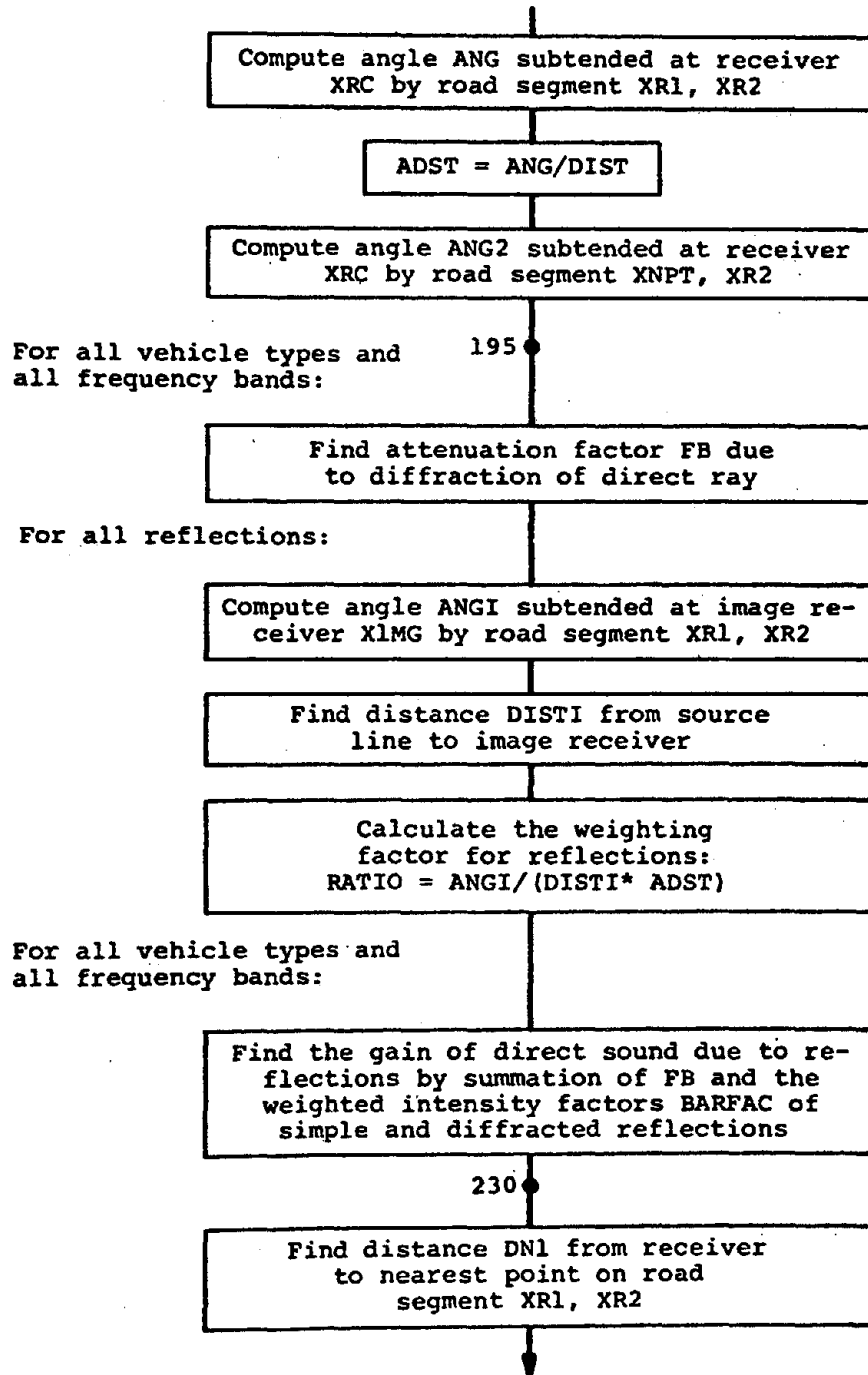 Compute angle ANG subtended at receiver
XRC by road segment XR1, XR2
ADST = ANG/DIST
Compute angle ANG2 subtended at receiver
XRC by road segment XNPT, XR2
For all vehicle types and
all frequency bands:
195
Find attenuation factor FB due
to diffraction of direct ray
For all reflections:
Compute angle ANGI subtended at image re-
ceiver X1MG by road segment XR1, XR2
Find distance DISTI from source
line to image receiver
Calculate the weighting
factor for reflections:
RATIO = ANGI/(DISTI* ADST)
For all vehicle types and
all frequency bands:
Find the gain of direct sound due to re-
flections by summation of FB and the
weighted intensity factors BARFAC of
simple and diffracted reflections
230
Find distance DN1 from receiver
to nearest point on road
segment XR1, XR2